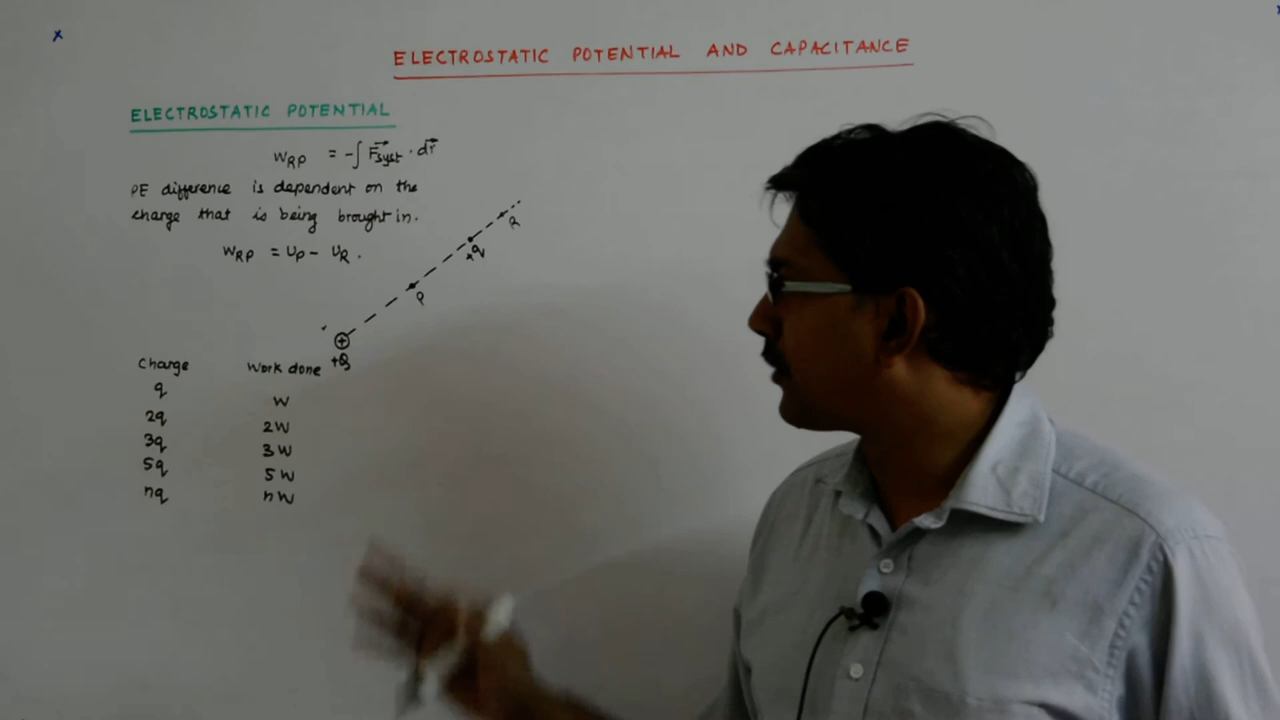 x
ELECTROSTATIC POTENTIAL AND CAPACITANCE
ELECTROSTATIC POTENTIAL
W_RP = -∫ F⃗_syst · dr⃗
PE difference is dependent on the
charge that is being brought in.
W_RP = U_P - U_R .
R
+q
P
+
+Q
Charge Work done
q W
2q 2W
3q 3W
5q 5W
nq nW